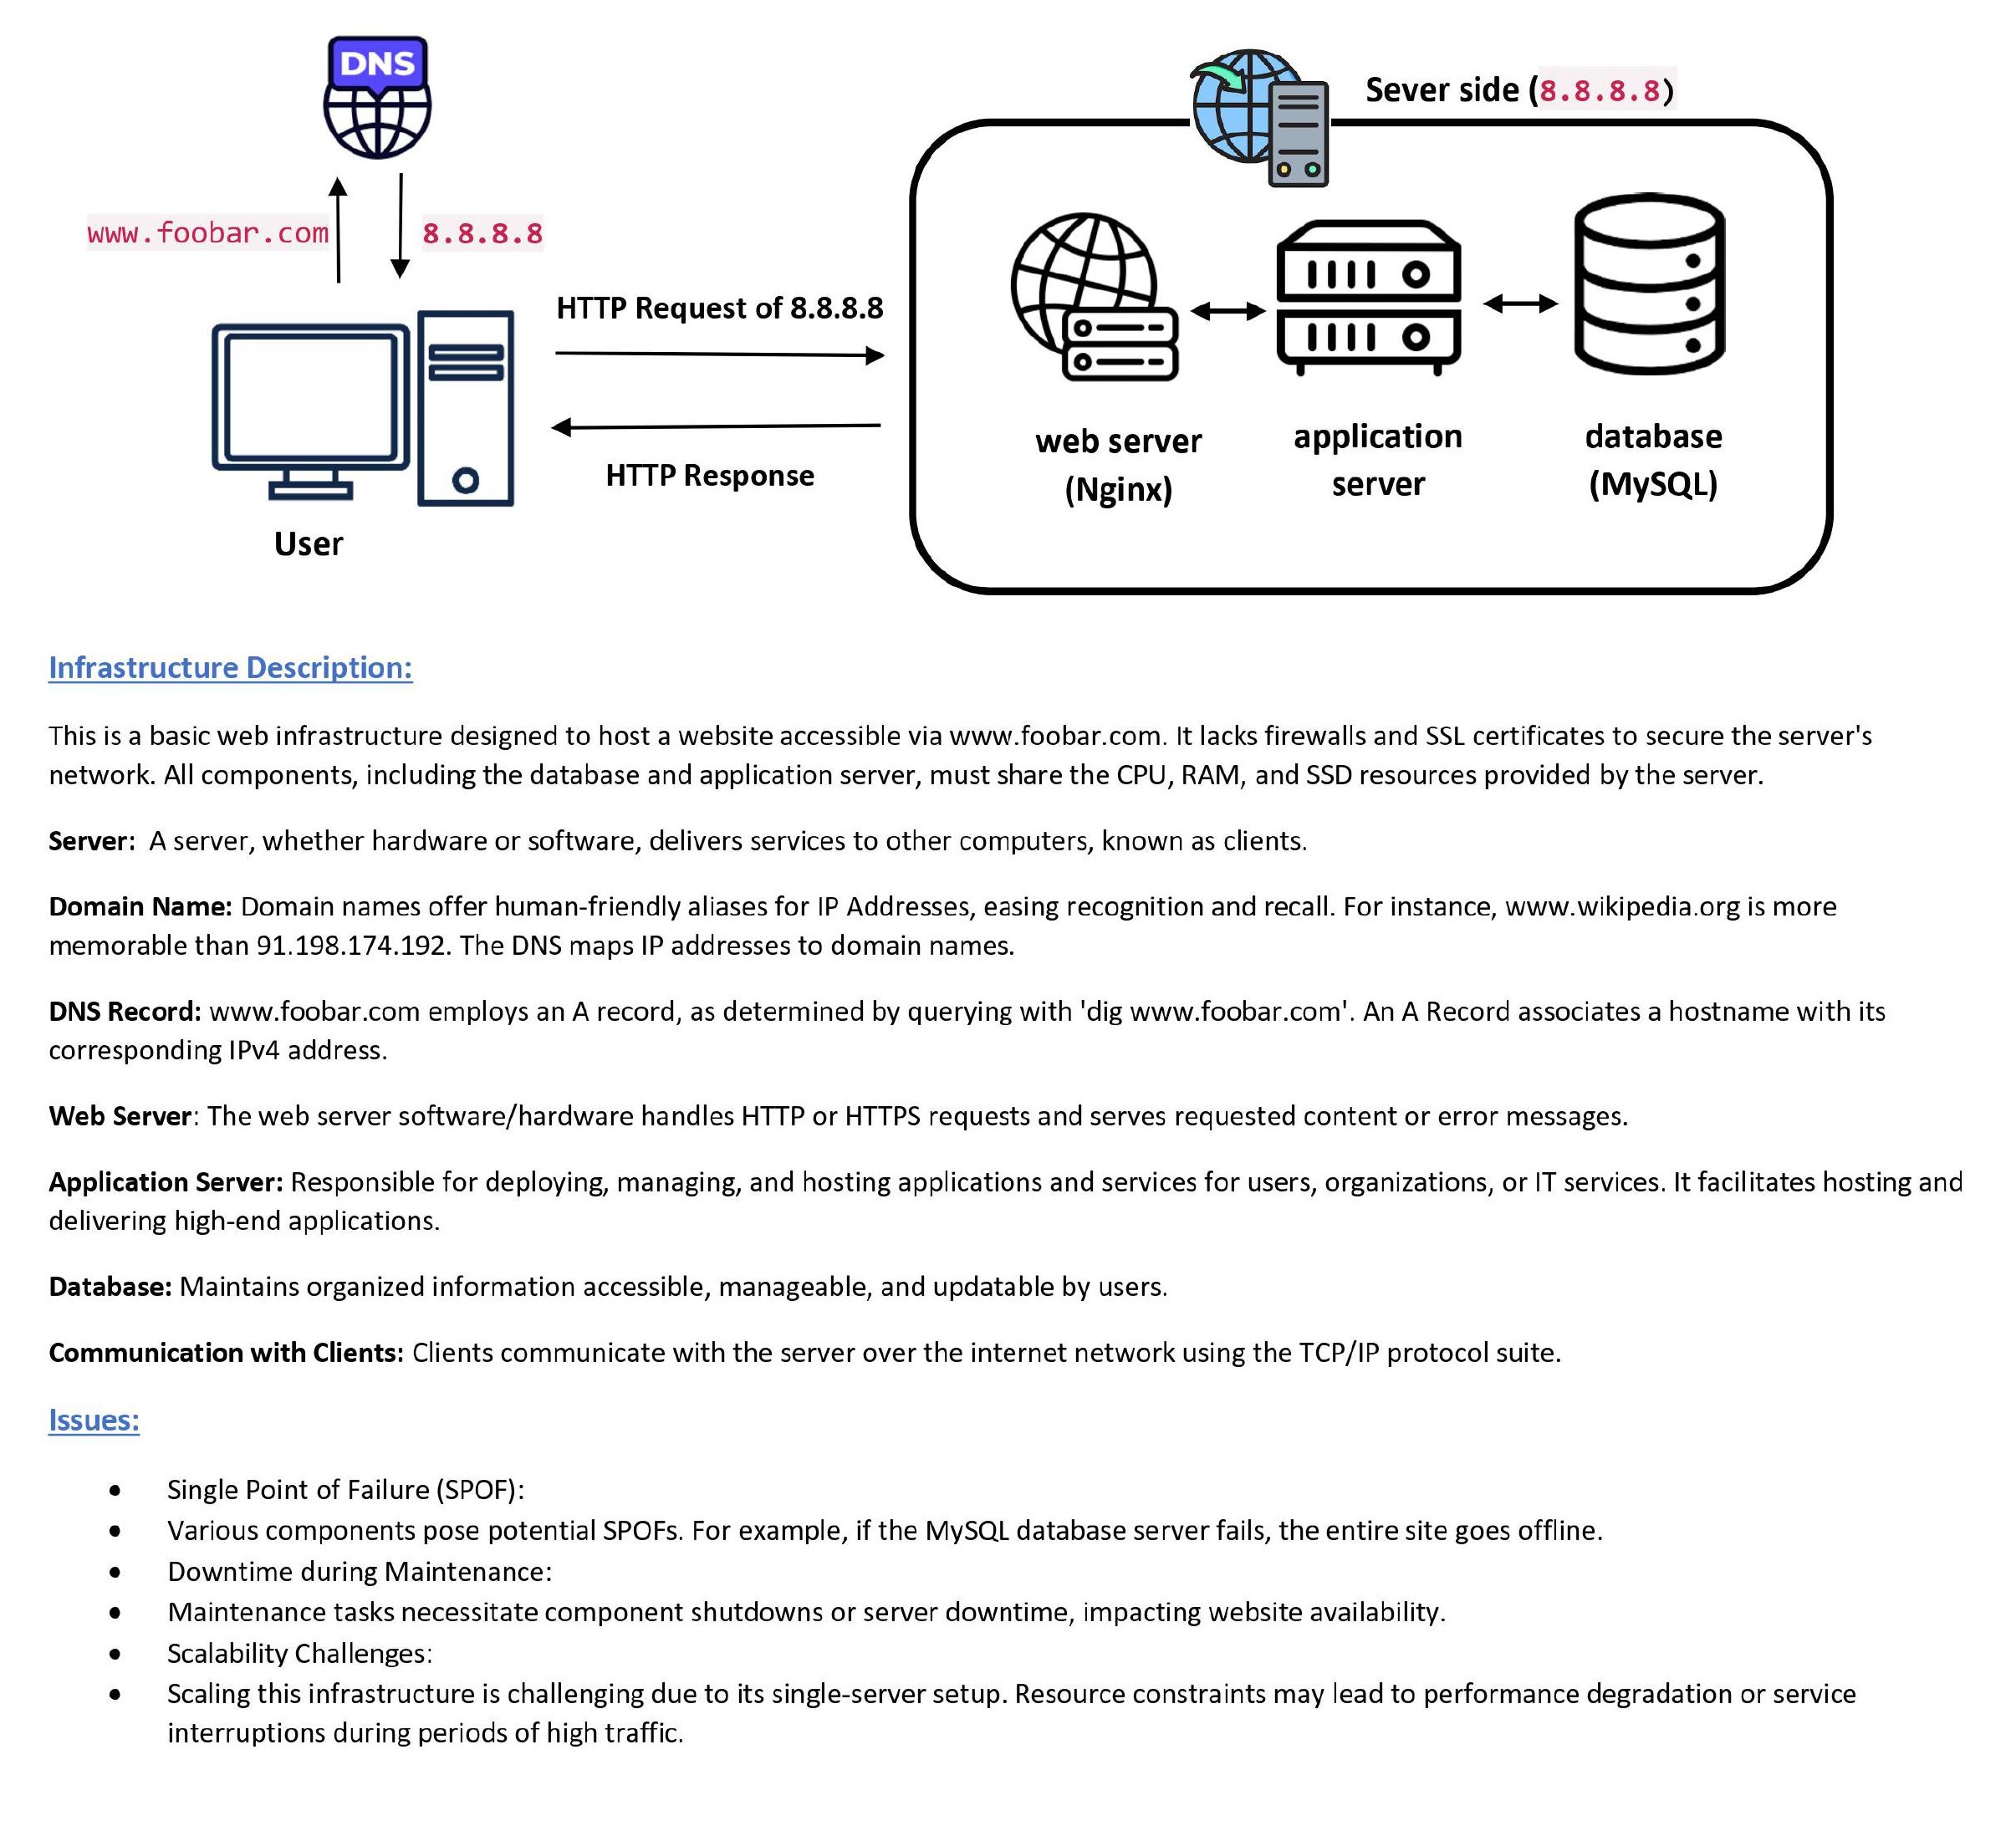 DNS
Sever side (8.8.8.8)
www.foobar.com
8.8.8.8
HTTP Request of 8.8.8.8
HTTP Response
User
web server
(Nginx)
application
server
database
(MySQL)
Infrastructure Description:
This is a basic web infrastructure designed to host a website accessible via www.foobar.com. It lacks firewalls and SSL certificates to secure the server's
network. All components, including the database and application server, must share the CPU, RAM, and SSD resources provided by the server.
Server:  A server, whether hardware or software, delivers services to other computers, known as clients.
Domain Name: Domain names offer human-friendly aliases for IP Addresses, easing recognition and recall. For instance, www.wikipedia.org is more
memorable than 91.198.174.192. The DNS maps IP addresses to domain names.
DNS Record: www.foobar.com employs an A record, as determined by querying with 'dig www.foobar.com'. An A Record associates a hostname with its
corresponding IPv4 address.
Web Server: The web server software/hardware handles HTTP or HTTPS requests and serves requested content or error messages.
Application Server: Responsible for deploying, managing, and hosting applications and services for users, organizations, or IT services. It facilitates hosting and
delivering high-end applications.
Database: Maintains organized information accessible, manageable, and updatable by users.
Communication with Clients: Clients communicate with the server over the internet network using the TCP/IP protocol suite.
Issues:
• Single Point of Failure (SPOF):
• Various components pose potential SPOFs. For example, if the MySQL database server fails, the entire site goes offline.
• Downtime during Maintenance:
• Maintenance tasks necessitate component shutdowns or server downtime, impacting website availability.
• Scalability Challenges:
• Scaling this infrastructure is challenging due to its single-server setup. Resource constraints may lead to performance degradation or service
interruptions during periods of high traffic.